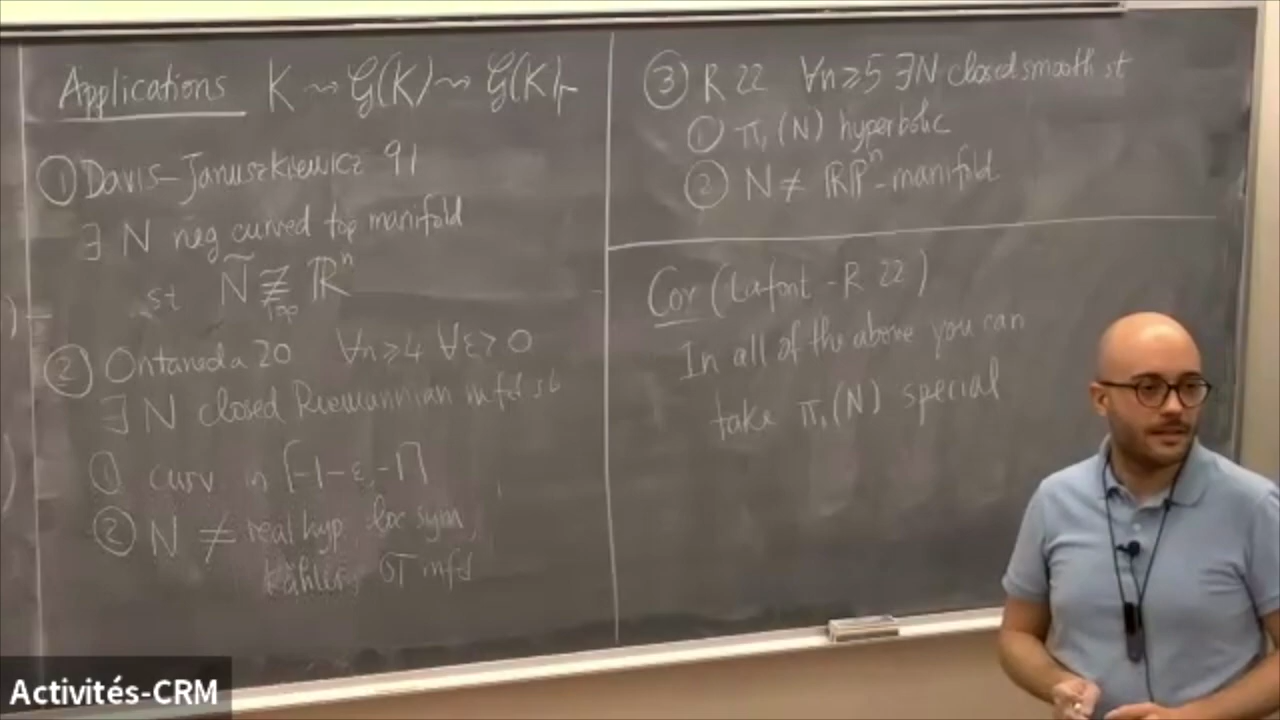 Applications K ⇝ 𝒢(K) ⇝ 𝒢(K)_Γ
① Davis-Januszkiewicz 91
∃ N neg curved top manifold
st Ñ ≇_Top ℝⁿ
② Ontaneda 20 ∀n≥4 ∀ε>0
∃N closed Riemannian mfd st
① curv in [-1-ε,-1]
② N ≠ real hyp, loc sym,
Kähler, GT mfd
③ R 22 ∀n≥5 ∃N closed smooth st
① π₁(N) hyperbolic
② N ≠ ℝℙⁿ-manifold
Cor (Lafont-R 22)
In all of the above you can
take π₁(N) special
Activités-CRM